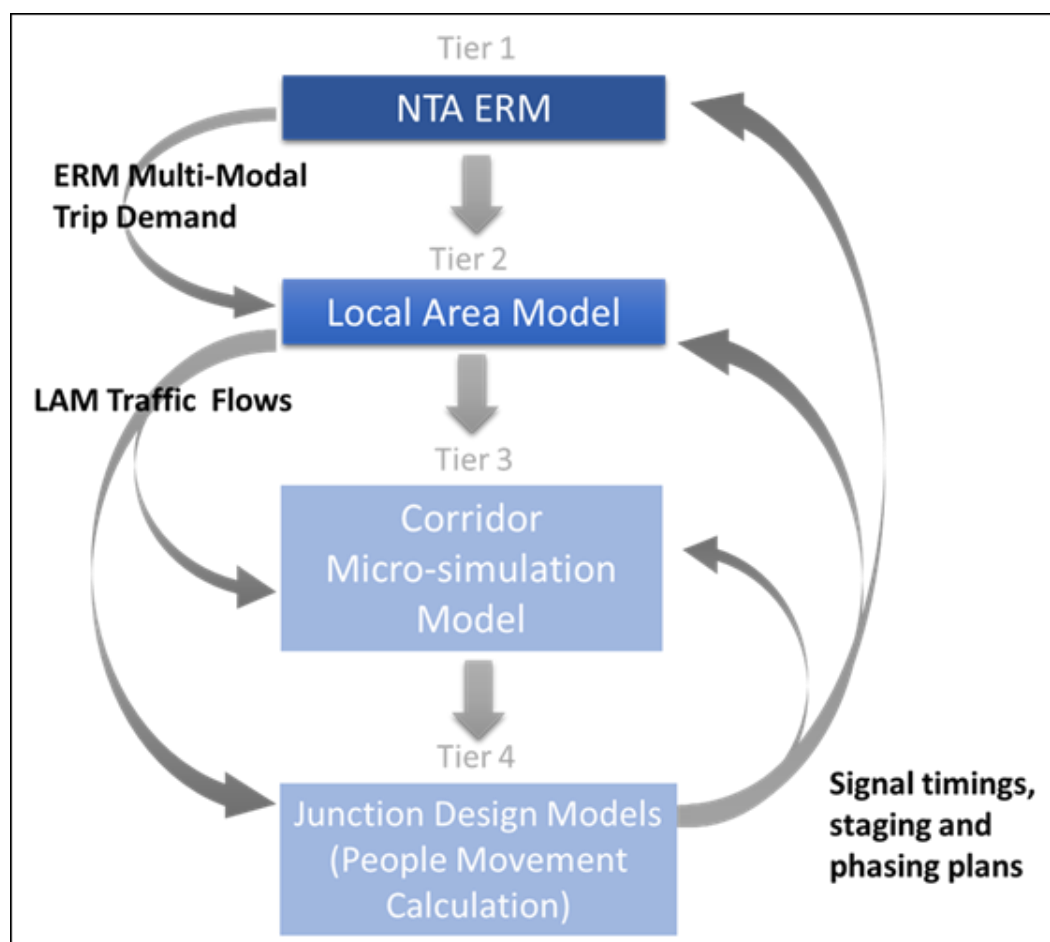 Tier 1
NTA ERM
ERM Multi-Modal
Trip Demand
Tier 2
Local Area Model
LAM Traffic Flows
Tier 3
Corridor
Micro-simulation
Model
Tier 4
Junction Design Models
(People Movement
Calculation)
Signal timings,
staging and
phasing plans